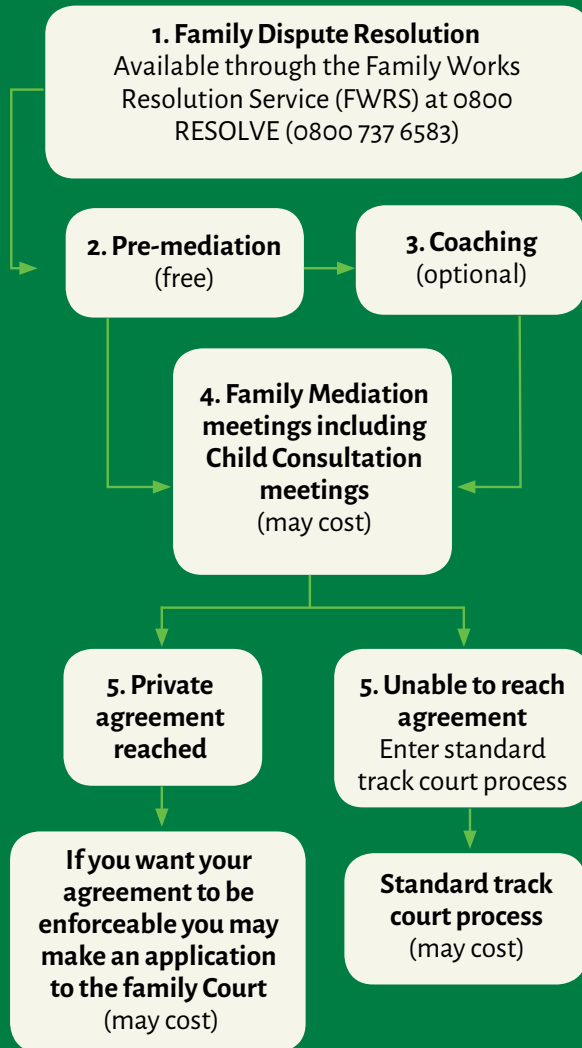 1. Family Dispute Resolution
Available through the Family Works
Resolution Service (FWRS) at 0800
RESOLVE (0800 737 6583)
2. Pre-mediation
(free)
3. Coaching
(optional)
4. Family Mediation
meetings including
Child Consultation
meetings
(may cost)
5. Private
agreement
reached
5. Unable to reach
agreement
Enter standard
track court process
If you want your
agreement to be
enforceable you may
make an application
to the family Court
(may cost)
Standard track
court process
(may cost)